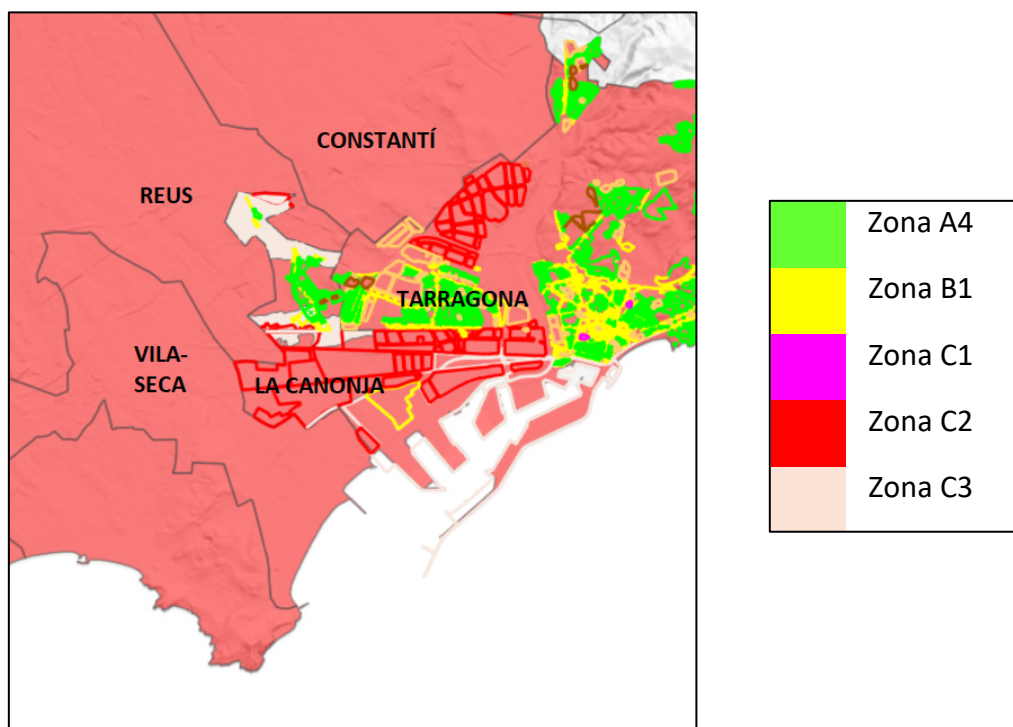 CONSTANTÍ
REUS
TARRAGONA
VILA-
SECA
LA CANONJA
Zona A4
Zona B1
Zona C1
Zona C2
Zona C3